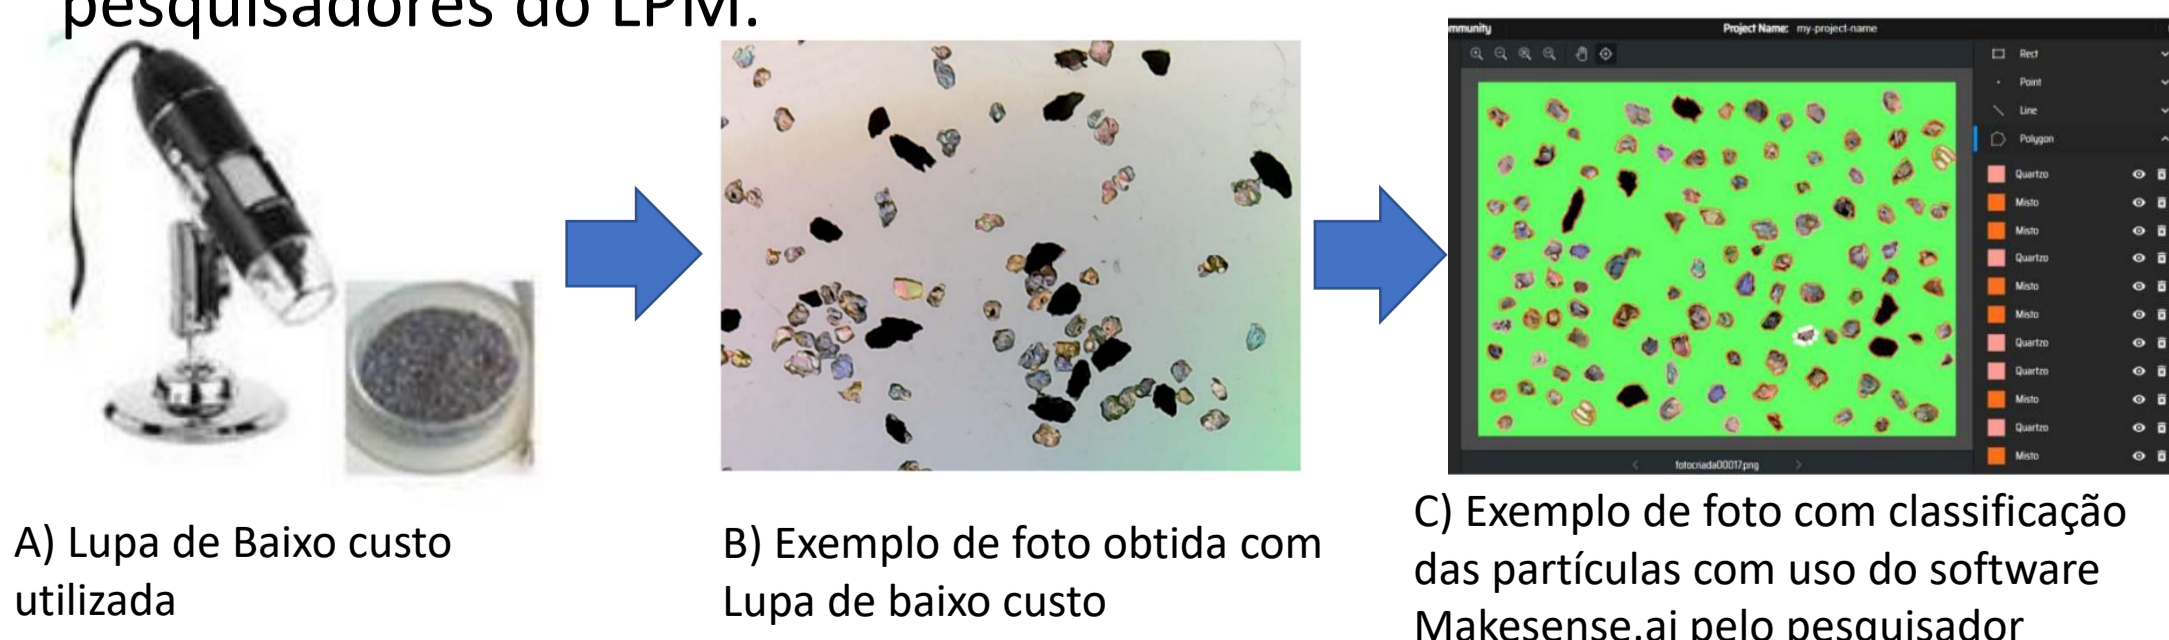 pesquisadores do LPM.
mmunity
Project Name: my-project-name
Rect
Point
Line
Polygon
Quartzo
Misto
Misto
Quartzo
Misto
Misto
Quartzo
Quartzo
Misto
Quartzo
Misto
fotocriada00017.png
A) Lupa de Baixo custo
utilizada
B) Exemplo de foto obtida com
Lupa de baixo custo
C) Exemplo de foto com classificação
das partículas com uso do software
Makesense.ai pelo pesquisador